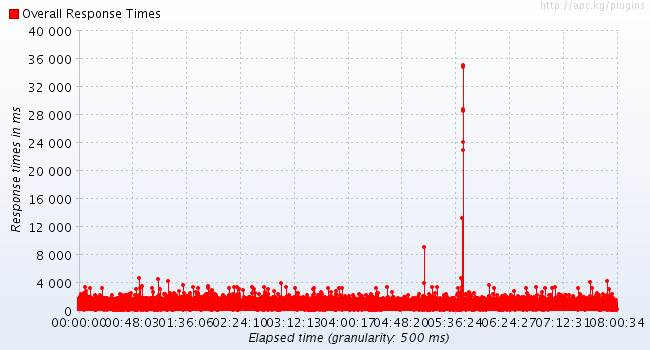 http://apc.kg/plugins
Overall Response Times
40 000
36 000
32 000
28 000
24 000
20 000
16 000
12 000
8 000
4 000
0
Response times in ms
00:00:00 00:48:03 01:36:06 02:24:10 03:12:13 04:00:17 04:48:20 05:36:24 06:24:27 07:12:31 08:00:34
Elapsed time (granularity: 500 ms)